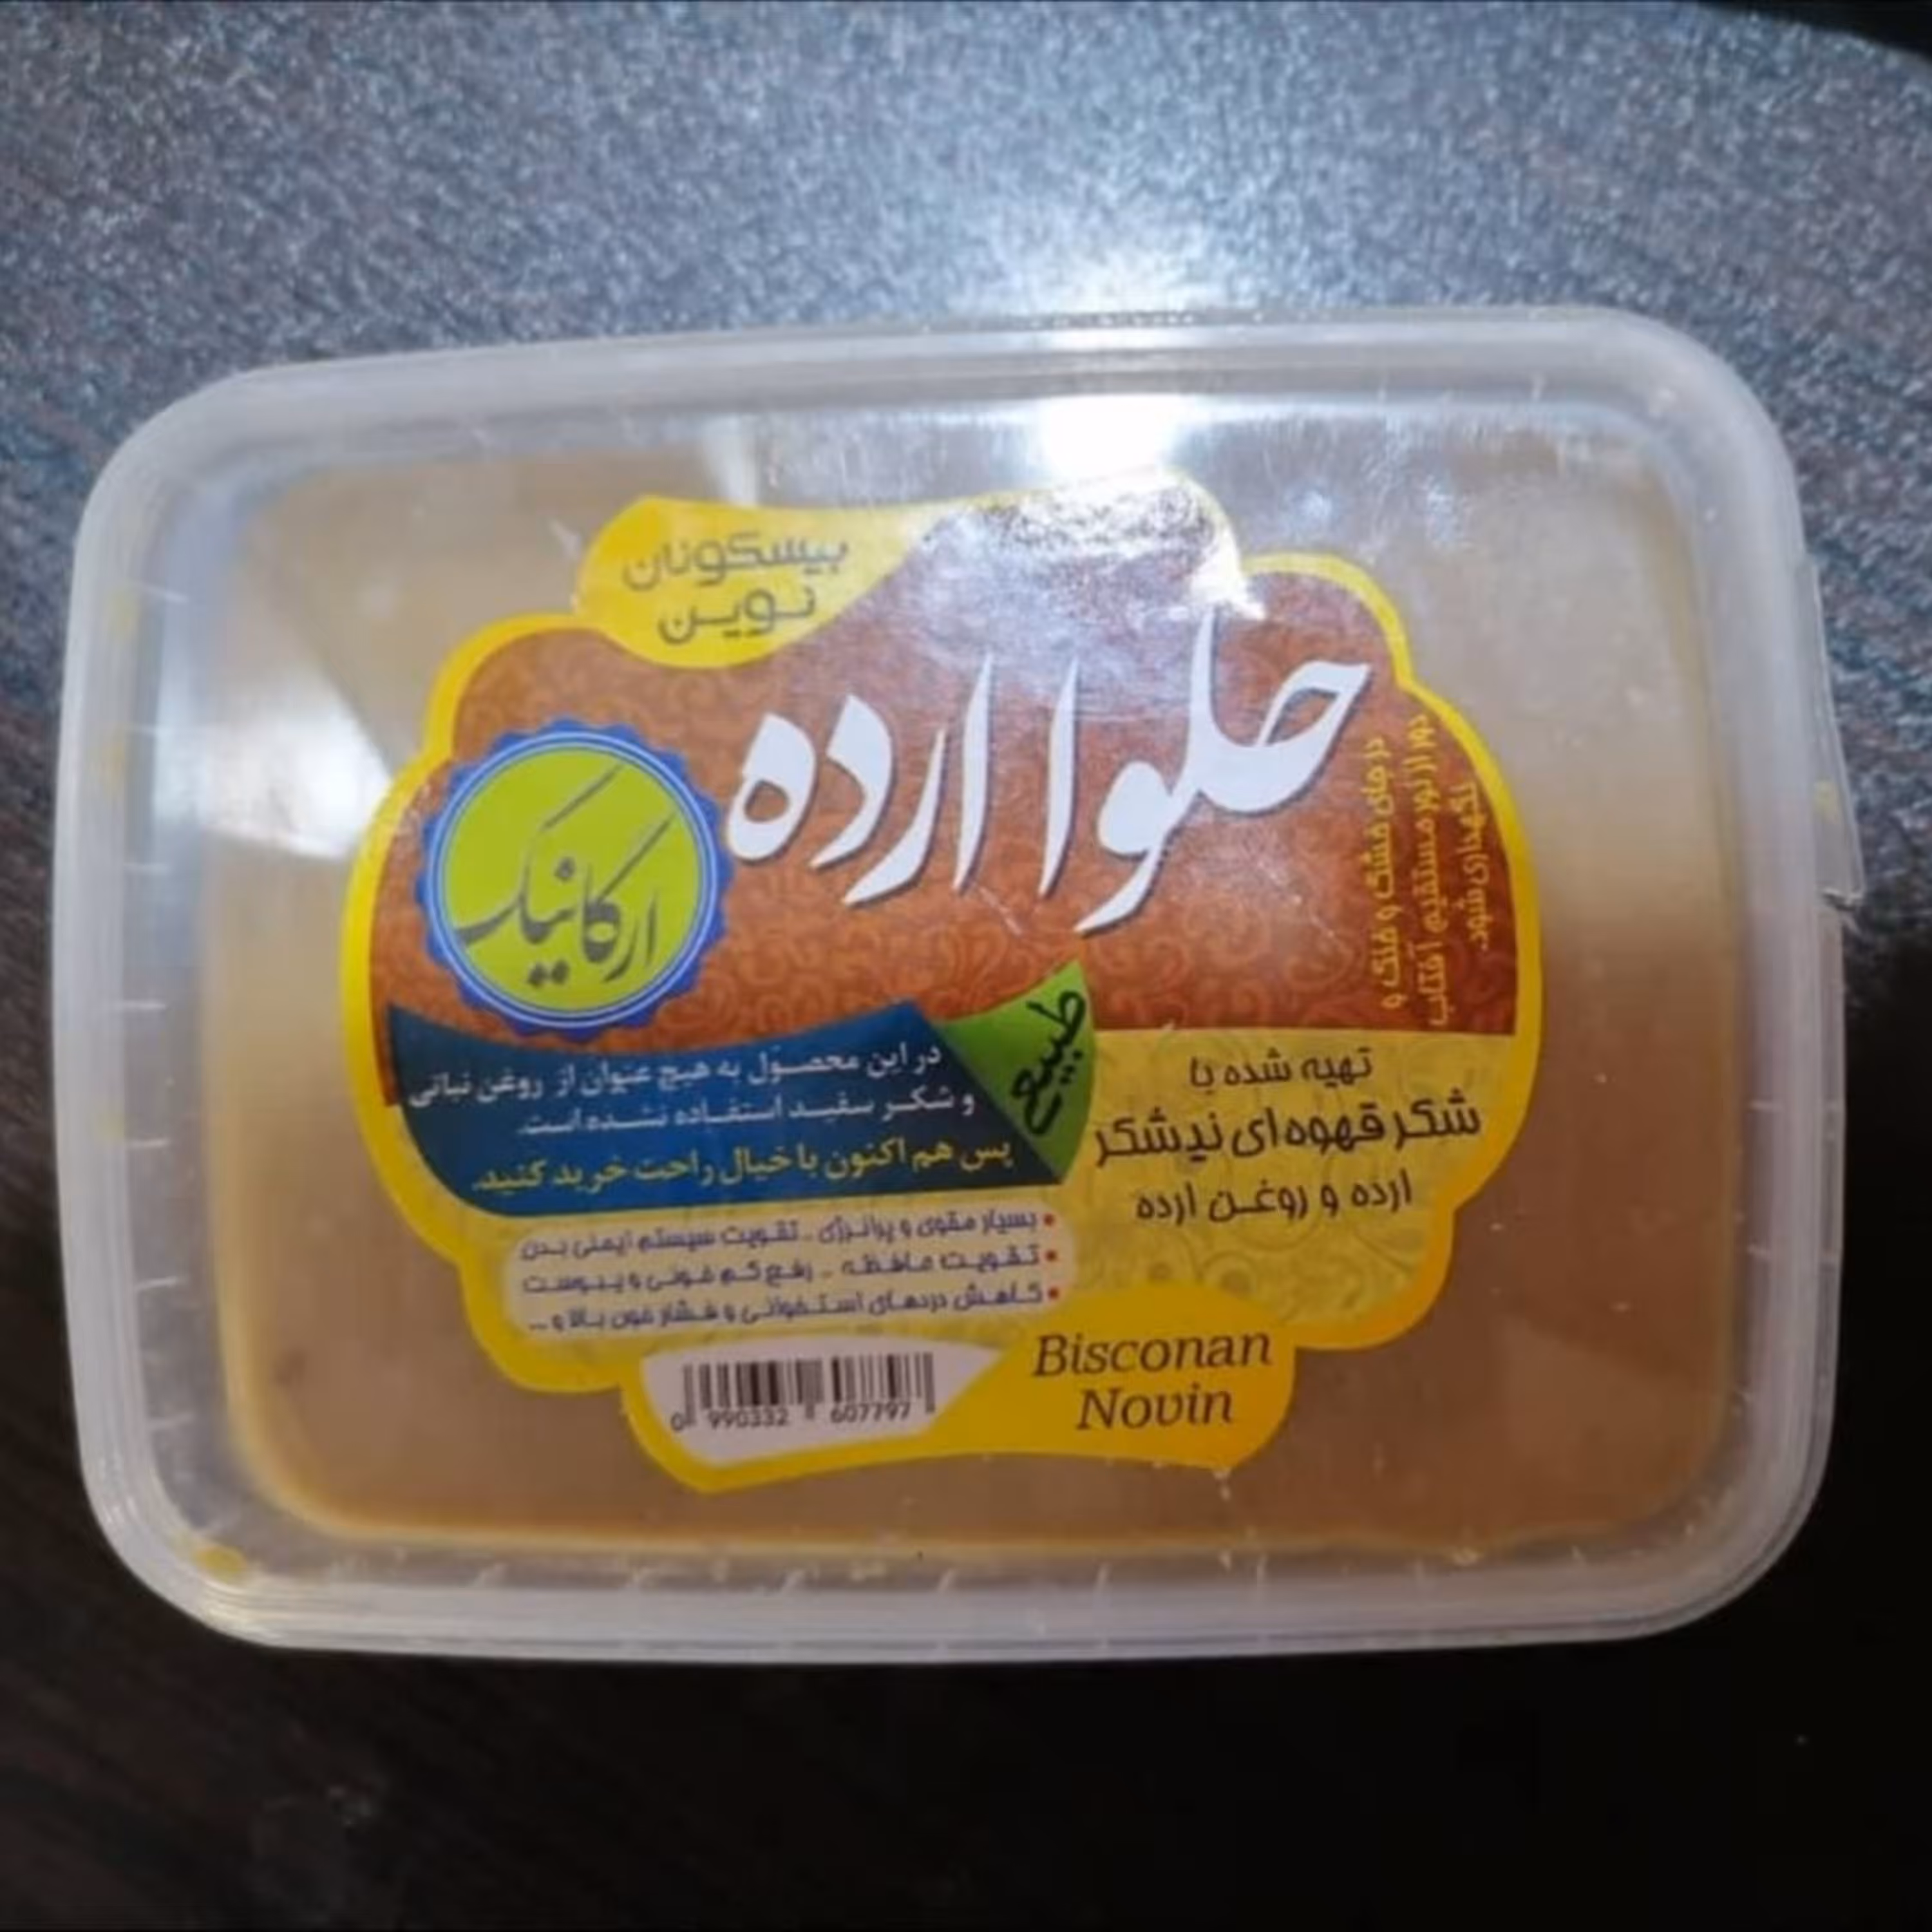 بیسکونان
نوین
حلوا ارده
ارگانیک
در جای خشک و خنک و
دور از نور مستقیم آفتاب
نگهداری شود.
طبیعی
در این محصول به هیچ عنوان از روغن نباتی
و شکر سفید استفاده نشده است.
پس هم اکنون با خیال راحت خرید کنید.
تهیه شده با
شکر قهوه‌ای نیشکر
ارده و روغن ارده
• بسیار مقوی و پرانرژی ـ تقویت سیستم ایمنی بدن
• تقویت حافظه ـ رفع کم خونی و یبوست
• کاهش دردهای استخوانی و فشار خون بالا و ...
0 990332 607797
Bisconan
Novin